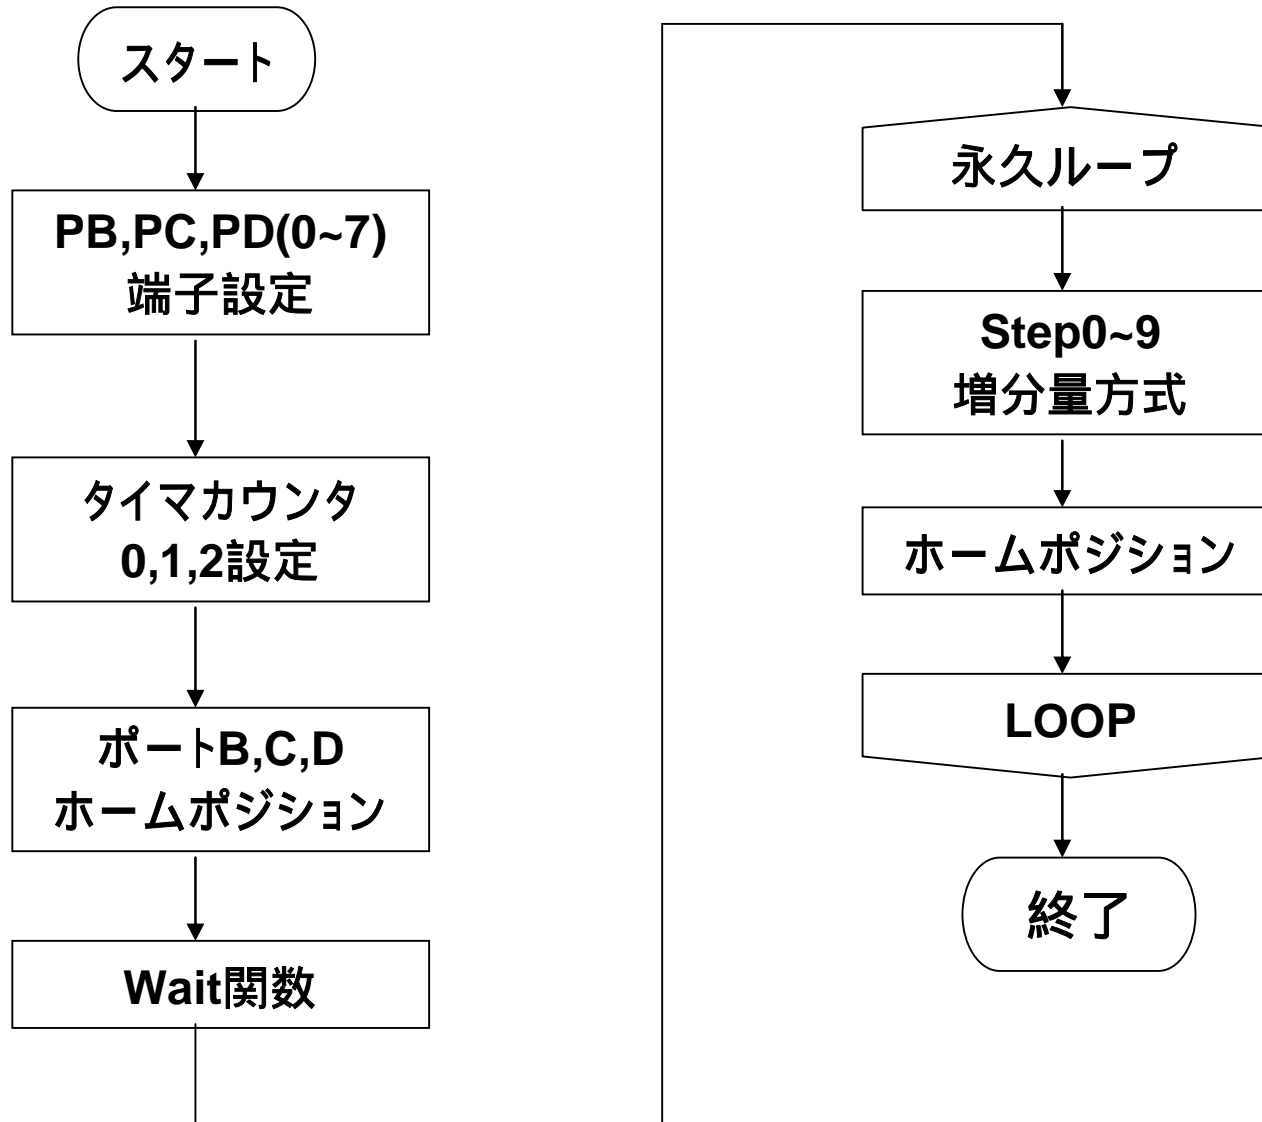 スタート
PB,PC,PD(0~7)
端子設定
タイマカウンタ
0,1,2設定
ポートB,C,D
ホームポジション
Wait関数
永久ループ
Step0~9
増分量方式
ホームポジション
LOOP
終了